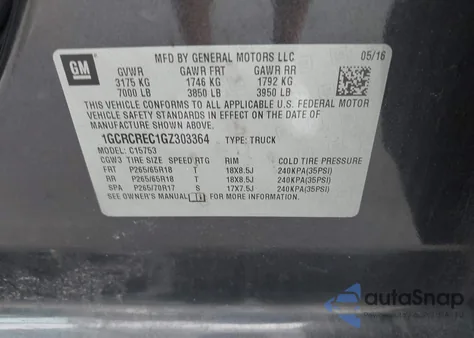 GM
MFD BY GENERAL MOTORS LLC 05/16
GVWR GAWR FRT GAWR RR
3175 KG 1746 KG 1792 KG
7000 LB 3850 LB 3950 LB
THIS VEHICLE CONFORMS TO ALL APPLICABLE U.S. FEDERAL MOTOR
VEHICLE SAFETY AND
STANDARDS IN EFFECT ON THE DATE OF
MANUFACTURE SHOWN ABOVE.
1GCRCREC1GZ303364 TYPE: TRUCK
MODEL: C15753
CGW3 TIRE SIZE SPEED RTG RIM COLD TIRE PRESSURE
FRT P265/65R18 T 18X8.5J 240KPA(35PSI)
RR P265/65R18 T 18X8.5J 240KPA(35PSI)
SPA P265/70R17 S 17X7.5J 240KPA(35PSI)
SEE OWNER'S MANUAL FOR MORE INFORMATION.
autoSnap